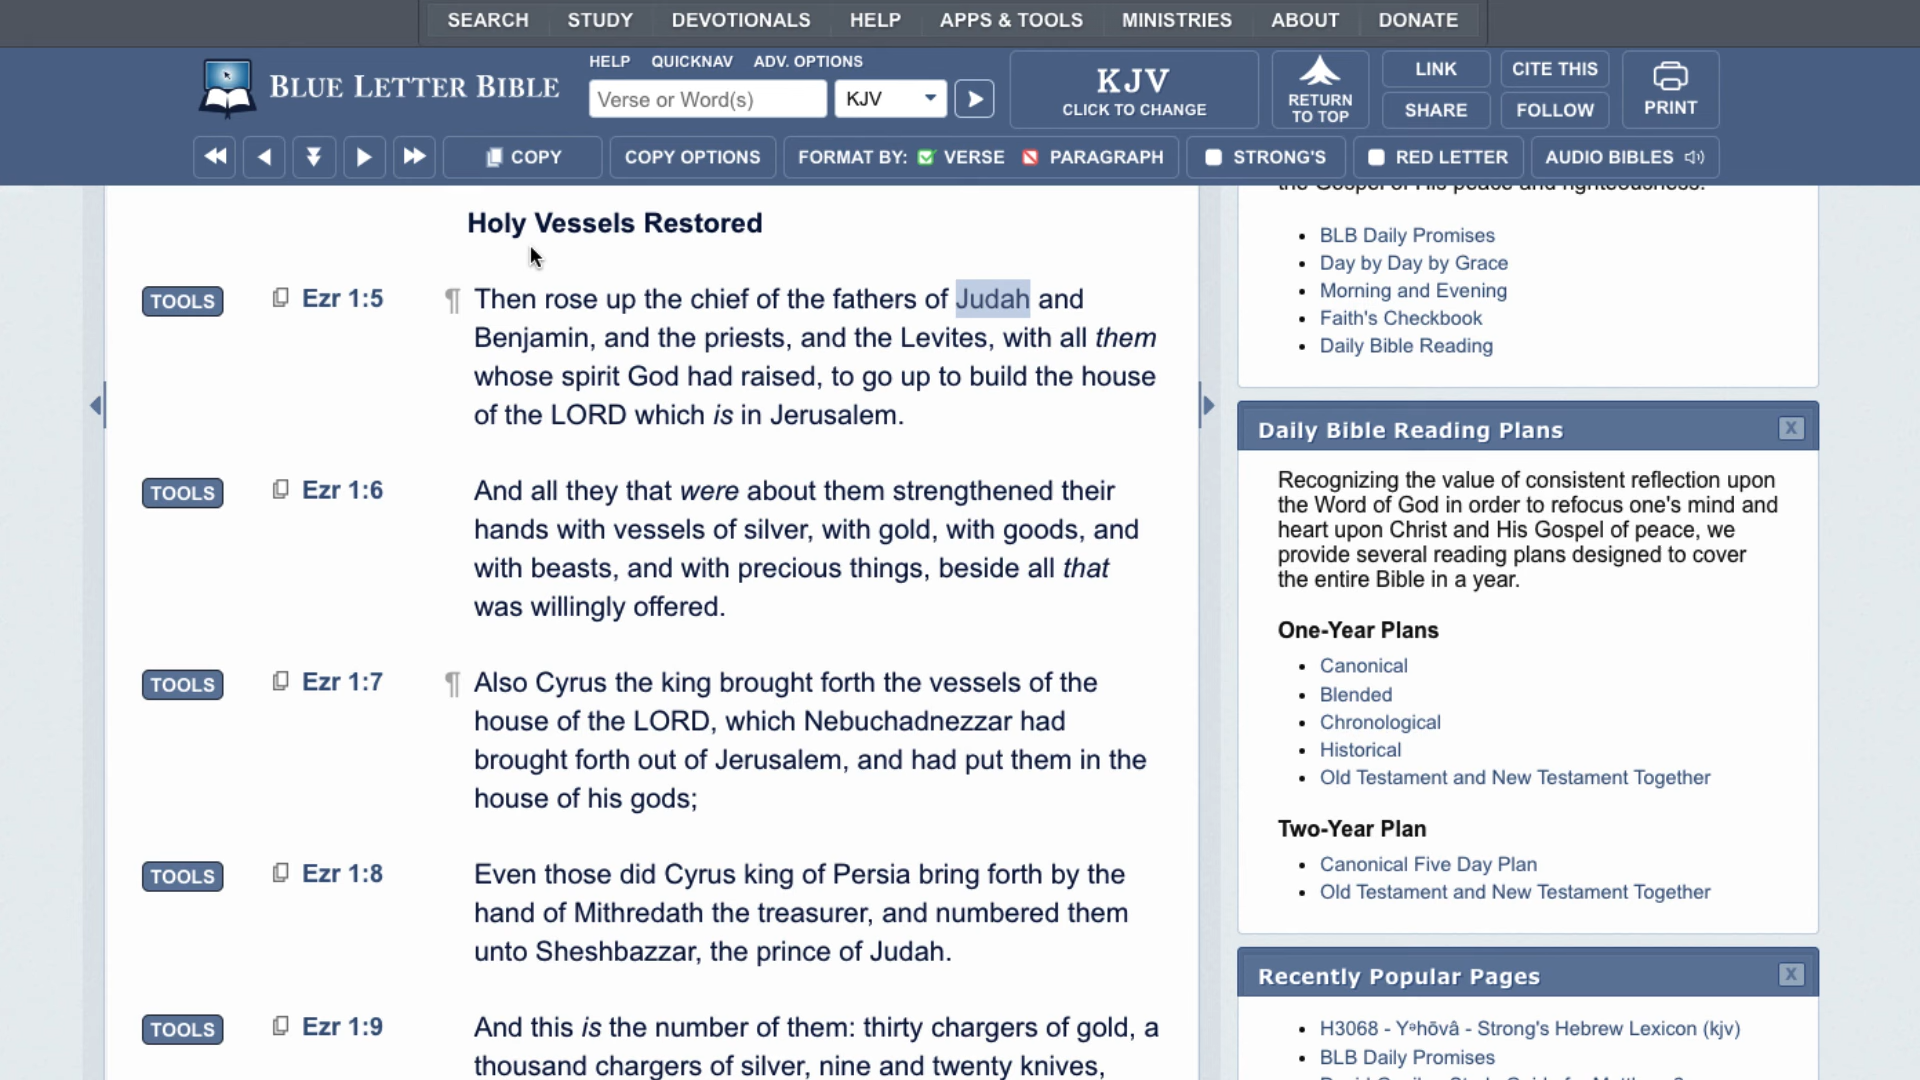 SEARCH STUDY DEVOTIONALS HELP APPS & TOOLS MINISTRIES ABOUT DONATE
BLUE LETTER BIBLE
HELP QUICKNAV ADV. OPTIONS
Verse or Word(s) KJV
KJV
CLICK TO CHANGE
RETURN
TO TOP
LINK CITE THIS
SHARE FOLLOW
PRINT
COPY COPY OPTIONS FORMAT BY: VERSE PARAGRAPH STRONG'S RED LETTER AUDIO BIBLES
Holy Vessels Restored
TOOLS Ezr 1:5 ¶ Then rose up the chief of the fathers of Judah and
Benjamin, and the priests, and the Levites, with all them
whose spirit God had raised, to go up to build the house
of the LORD which is in Jerusalem.
TOOLS Ezr 1:6 And all they that were about them strengthened their
hands with vessels of silver, with gold, with goods, and
with beasts, and with precious things, beside all that
was willingly offered.
TOOLS Ezr 1:7 ¶ Also Cyrus the king brought forth the vessels of the
house of the LORD, which Nebuchadnezzar had
brought forth out of Jerusalem, and had put them in the
house of his gods;
TOOLS Ezr 1:8 Even those did Cyrus king of Persia bring forth by the
hand of Mithredath the treasurer, and numbered them
unto Sheshbazzar, the prince of Judah.
TOOLS Ezr 1:9 And this is the number of them: thirty chargers of gold, a
thousand chargers of silver, nine and twenty knives,
the Gospel of His peace and righteousness.
BLB Daily Promises
Day by Day by Grace
Morning and Evening
Faith's Checkbook
Daily Bible Reading
Daily Bible Reading Plans X
Recognizing the value of consistent reflection upon
the Word of God in order to refocus one's mind and
heart upon Christ and His Gospel of peace, we
provide several reading plans designed to cover
the entire Bible in a year.
One-Year Plans
Canonical
Blended
Chronological
Historical
Old Testament and New Testament Together
Two-Year Plan
Canonical Five Day Plan
Old Testament and New Testament Together
Recently Popular Pages X
H3068 - Yᵊhōvâ - Strong's Hebrew Lexicon (kjv)
BLB Daily Promises